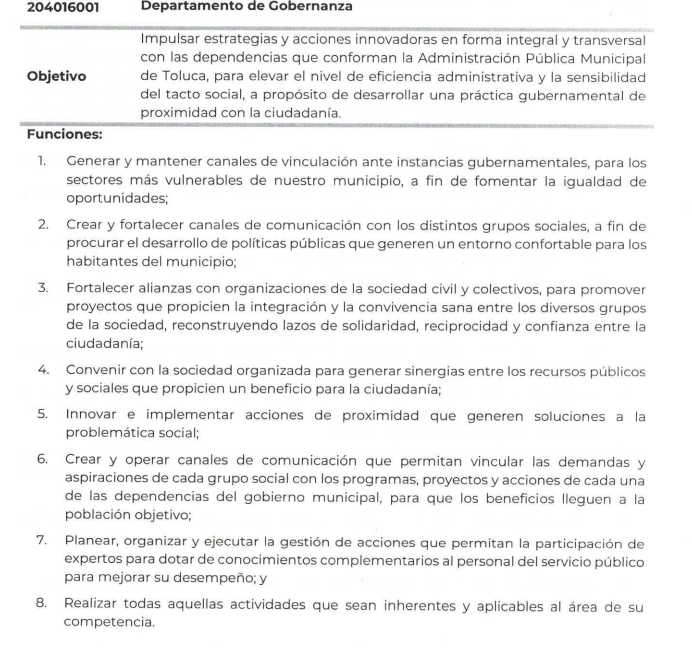 204016001 Departamento de Gobernanza
Impulsar estrategias y acciones innovadoras en forma integral y transversal
con las dependencias que conforman la Administración Pública Municipal
Objetivo de Toluca, para elevar el nivel de eficiencia administrativa y la sensibilidad
del tacto social, a propósito de desarrollar una práctica gubernamental de
proximidad con la ciudadanía.
Funciones:
1. Generar y mantener canales de vinculación ante instancias gubernamentales, para los
sectores más vulnerables de nuestro municipio, a fin de fomentar la igualdad de
oportunidades;
2. Crear y fortalecer canales de comunicación con los distintos grupos sociales, a fin de
procurar el desarrollo de políticas públicas que generen un entorno confortable para los
habitantes del municipio;
3. Fortalecer alianzas con organizaciones de la sociedad civil y colectivos, para promover
proyectos que propicien la integración y la convivencia sana entre los diversos grupos
de la sociedad, reconstruyendo lazos de solidaridad, reciprocidad y confianza entre la
ciudadanía;
4. Convenir con la sociedad organizada para generar sinergias entre los recursos públicos
y sociales que propicien un beneficio para la ciudadanía;
5. Innovar e implementar acciones de proximidad que generen soluciones a la
problemática social;
6. Crear y operar canales de comunicación que permitan vincular las demandas y
aspiraciones de cada grupo social con los programas, proyectos y acciones de cada una
de las dependencias del gobierno municipal, para que los beneficios lleguen a la
población objetivo;
7. Planear, organizar y ejecutar la gestión de acciones que permitan la participación de
expertos para dotar de conocimientos complementarios al personal del servicio público
para mejorar su desempeño; y
8. Realizar todas aquellas actividades que sean inherentes y aplicables al área de su
competencia.